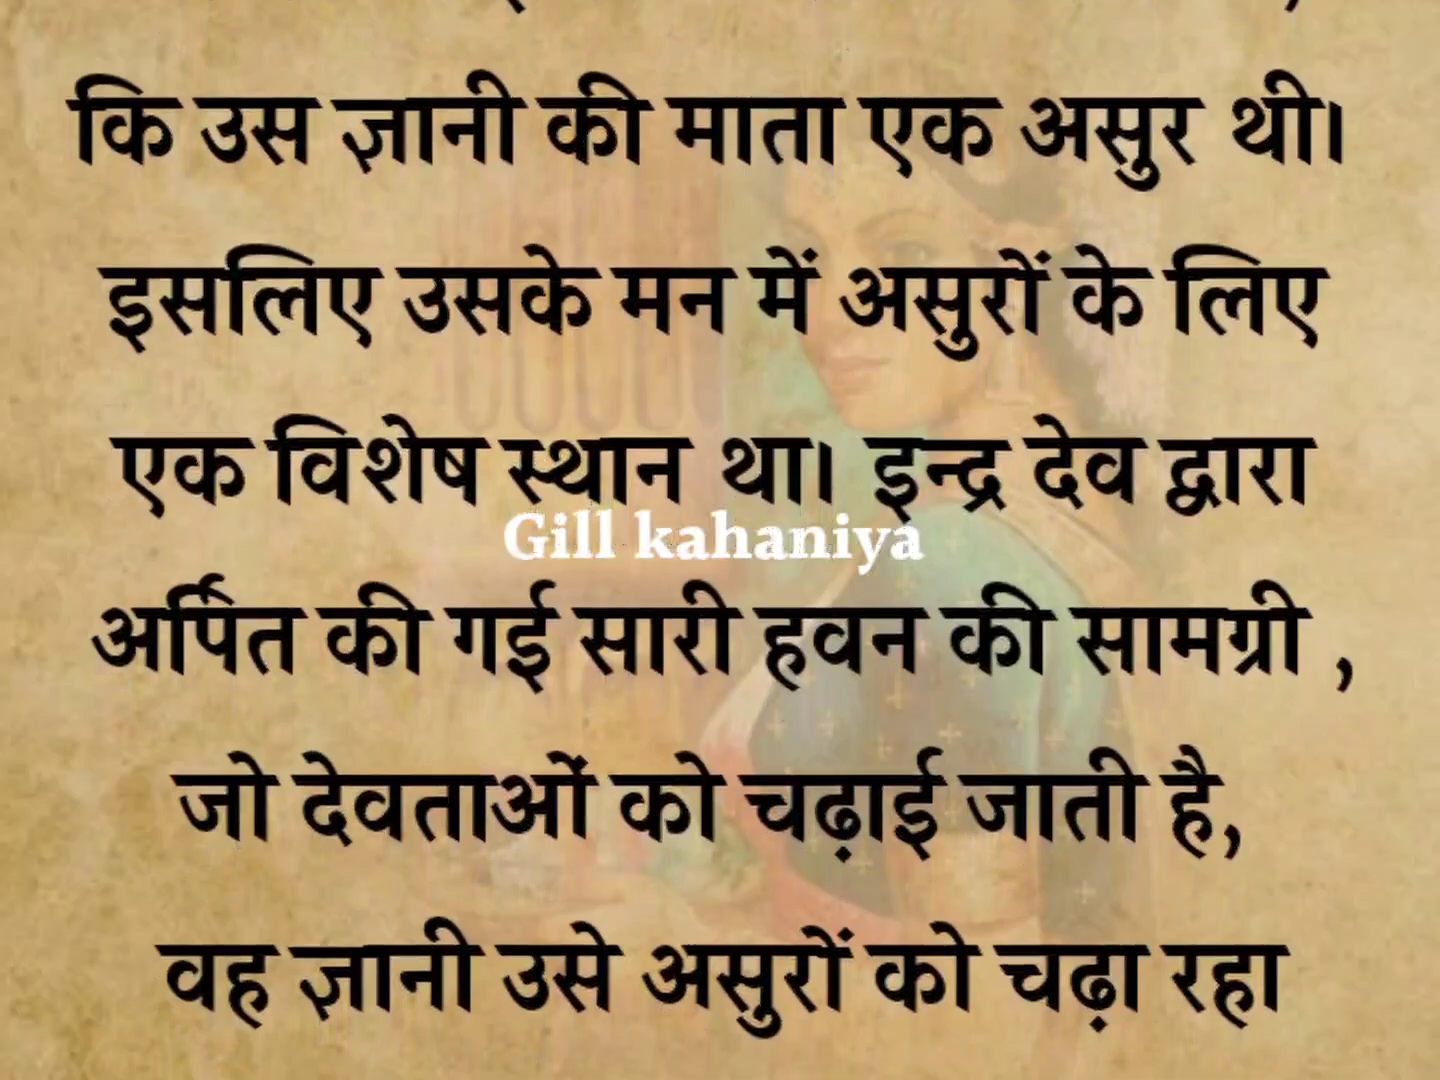 कि उस ज्ञानी की माता एक असुर थी।
इसलिए उसके मन में असुरों के लिए
एक विशेष स्थान था। इन्द्र देव द्वारा
Gill kahaniya
अर्पित की गई सारी हवन की सामग्री ,
जो देवताओं को चढ़ाई जाती है,
वह ज्ञानी उसे असुरों को चढ़ा रहा